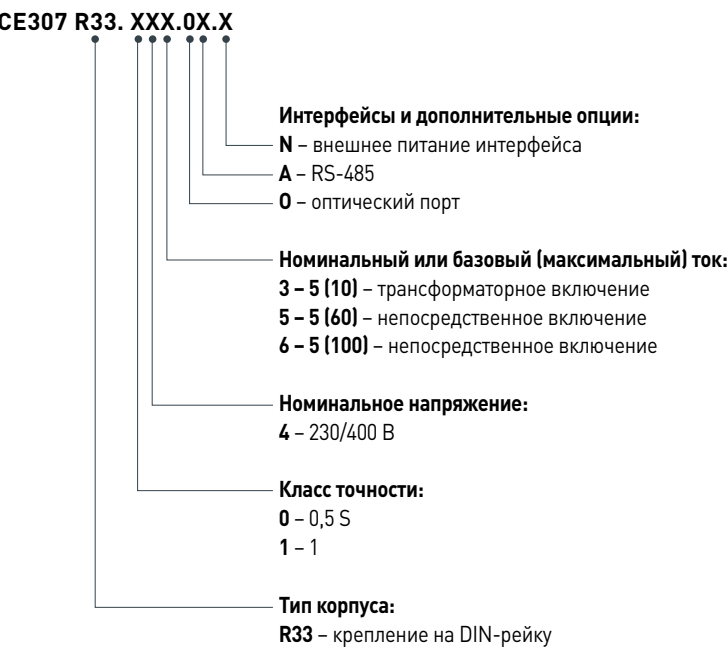 CE307 R33. XXX.0X.X
Интерфейсы и дополнительные опции:
N – внешнее питание интерфейса
A – RS-485
O – оптический порт
Номинальный или базовый (максимальный) ток:
3 – 5 (10) – трансформаторное включение
5 – 5 (60) – непосредственное включение
6 – 5 (100) – непосредственное включение
Номинальное напряжение:
4 – 230/400 В
Класс точности:
0 – 0,5 S
1 – 1
Тип корпуса:
R33 – крепление на DIN-рейку